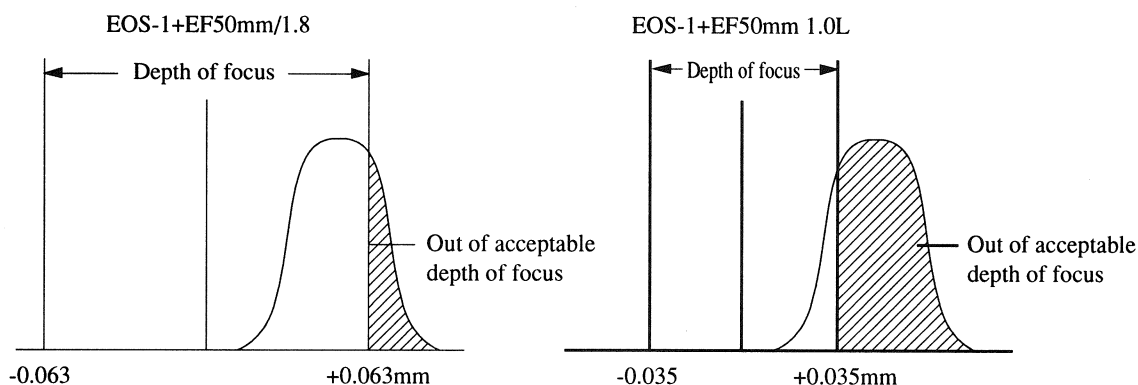 EOS-1+EF50mm/1.8
Depth of focus
Out of acceptable
depth of focus
-0.063
+0.063mm
EOS-1+EF50mm 1.0L
Depth of focus
Out of acceptable
depth of focus
-0.035
+0.035mm